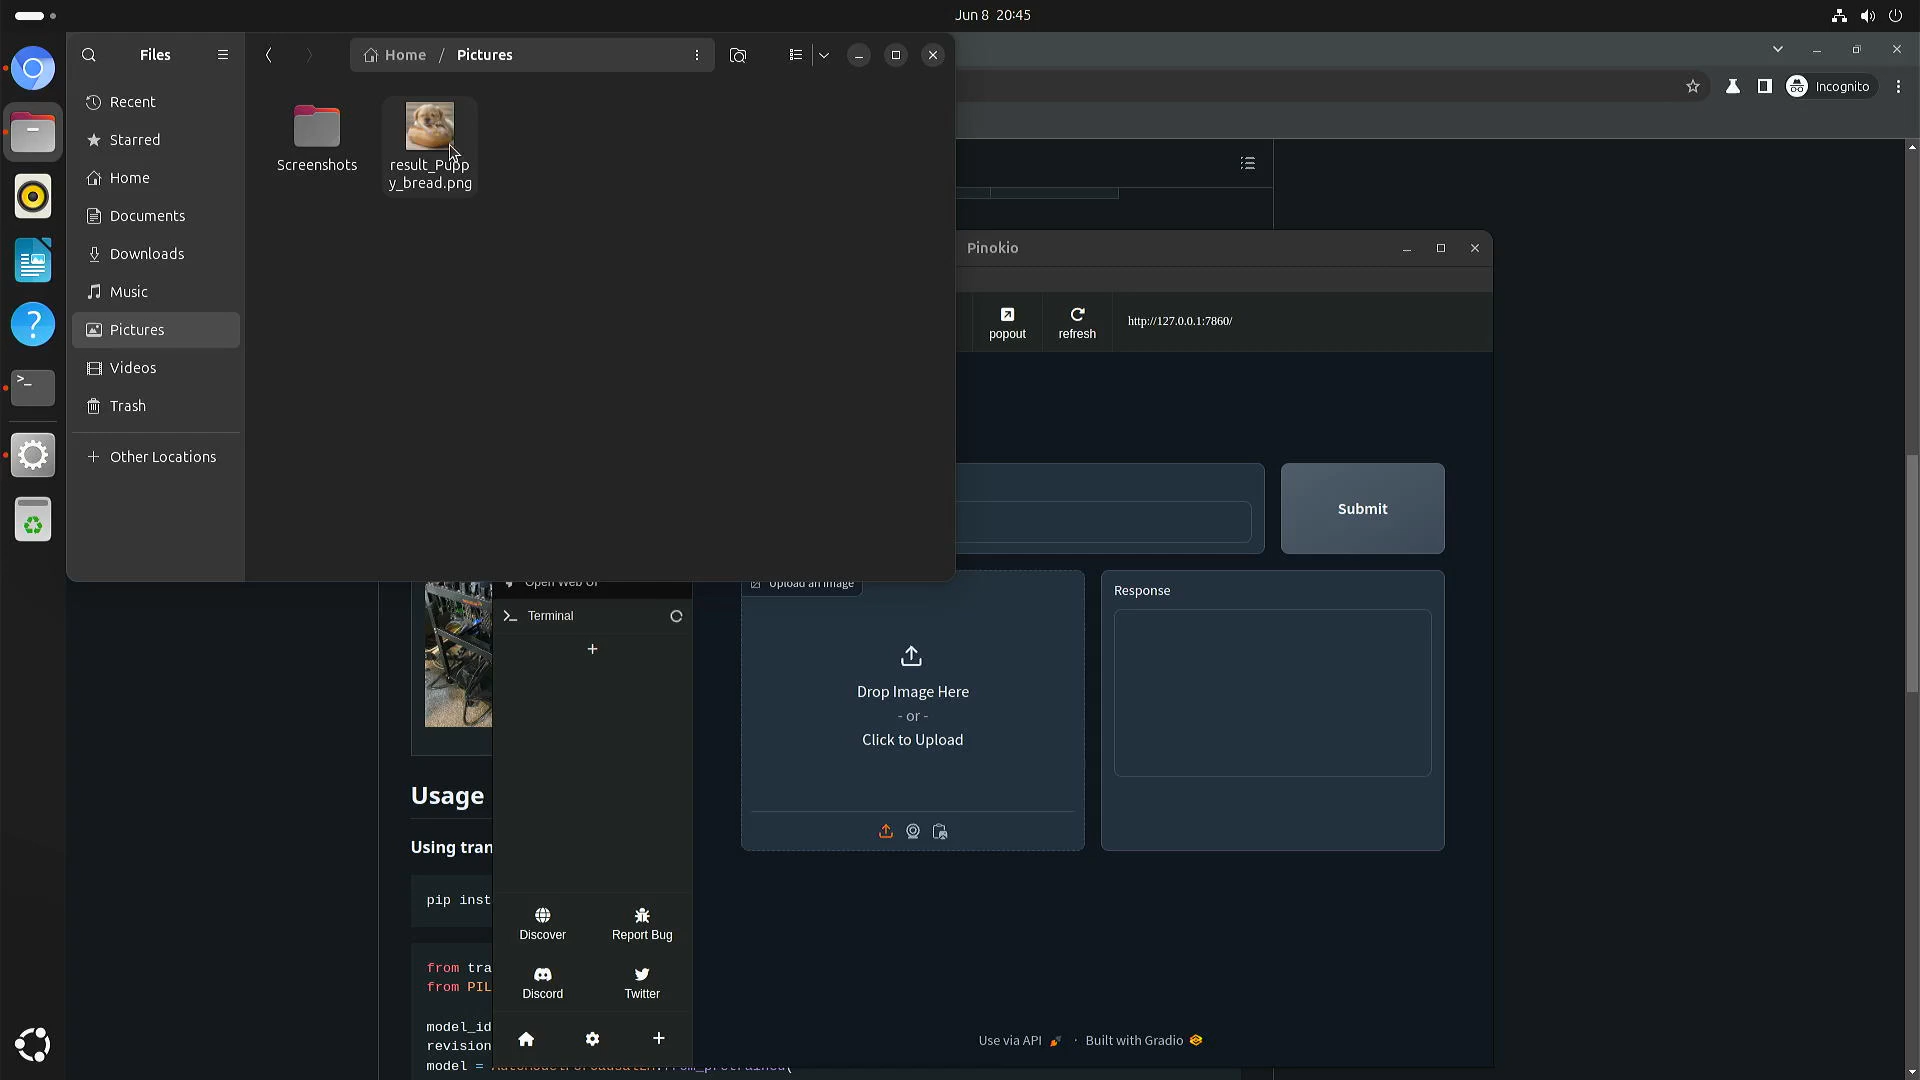 Jun 8 20:45
Files
Home / Pictures
Incognito
Recent
Starred
Home
Documents
Downloads
Music
Pictures
Videos
Trash
Other Locations
Screenshots
result_Pupp
y_bread.png
Pinokio
popout
refresh
http://127.0.0.1:7860/
Submit
Open Web UI
Terminal
Upload an image
Drop Image Here
- or -
Click to Upload
Response
Usage
Using tran
pip inst
from tra
from PIL
model_id
revision
model =
Discover
Report Bug
Discord
Twitter
Use via API · Built with Gradio